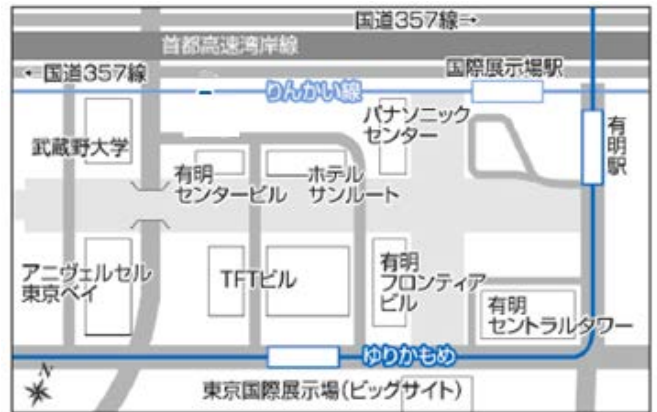 国道357線→
首都高速湾岸線
←国道357線
国際展示場駅
りんかい線
パナソニック
センター
有明駅
武蔵野大学
有明
センタービル
ホテル
サンルート
アニヴェルセル
東京ベイ
TFTビル
有明
フロンティア
ビル
有明
セントラルタワー
ゆりかもめ
東京国際展示場(ビッグサイト)
N